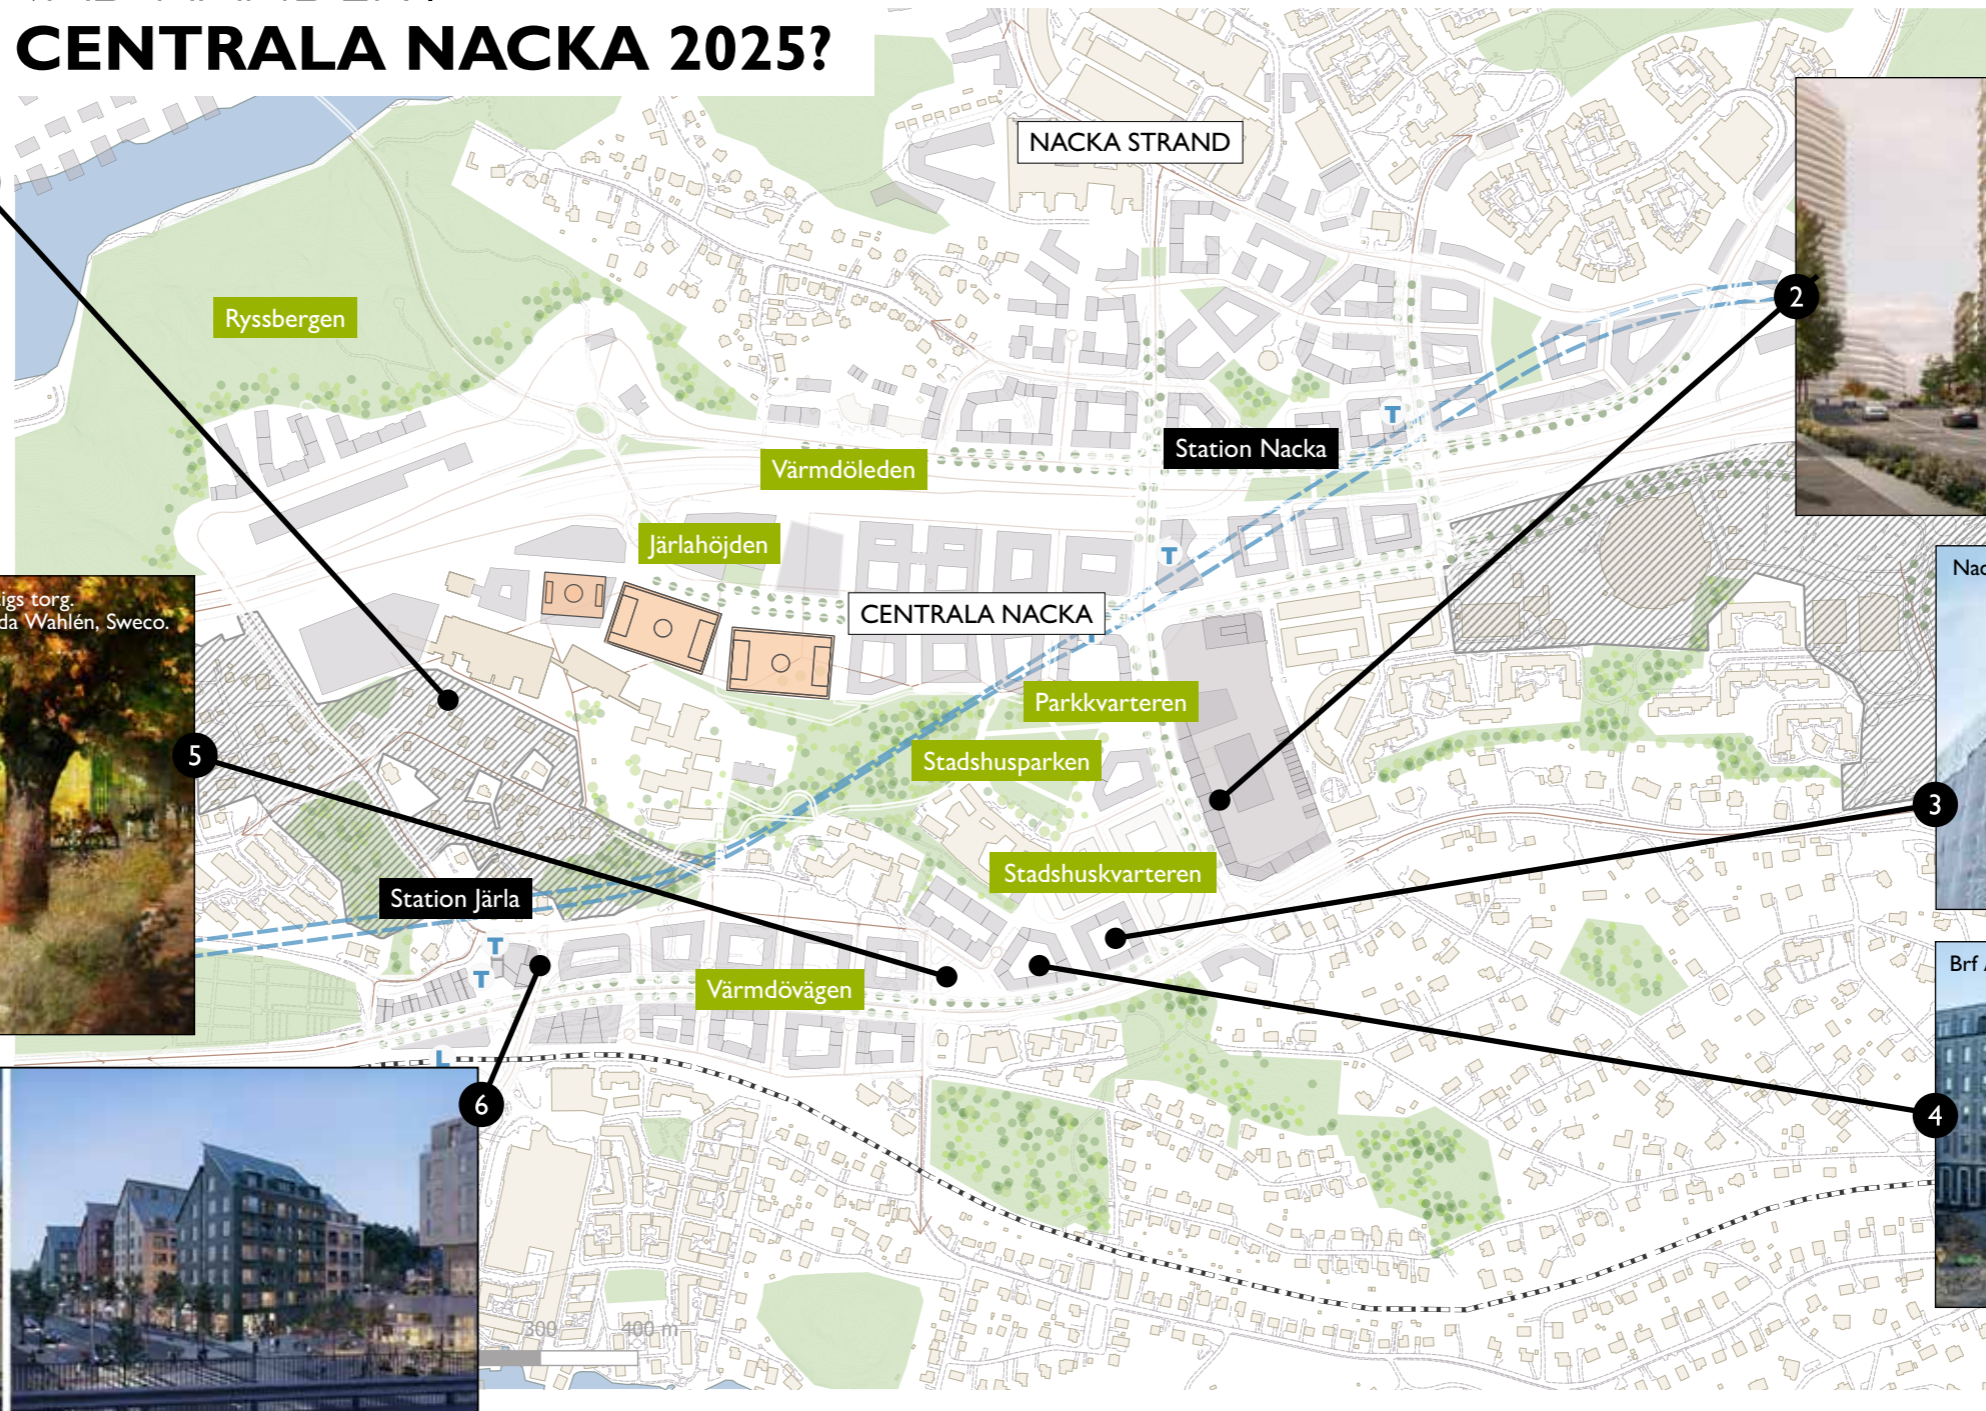 CENTRALA NACKA 2025?
NACKA STRAND
2
Ryssbergen
T
Station Nacka
Värmdöleden
Järlahöjden
T
Nac
igs torg.
da Wahlén, Sweco.
CENTRALA NACKA
T
Parkkvarteren
5
Stadshusparken
3
Stadshuskvarteren
Station Järla
T
T
Värmdövägen
Brf
L
6
4
300
400 m